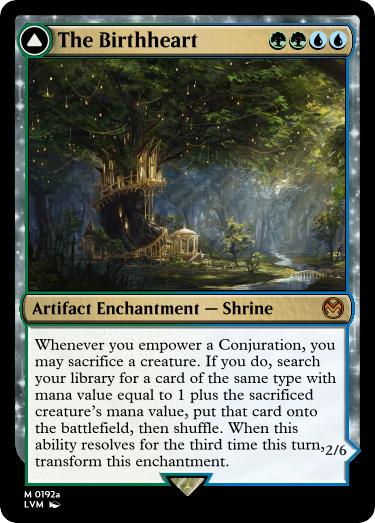 The Birthheart
Artifact Enchantment — Shrine
Whenever you empower a Conjuration, you
may sacrifice a creature. If you do, search
your library for a card of the same type with
mana value equal to 1 plus the sacrificed
creature's mana value, put that card onto
the battlefield, then shuffle. When this
ability resolves for the third time this turn,
transform this enchantment.
2/6
M 0192a
LVM